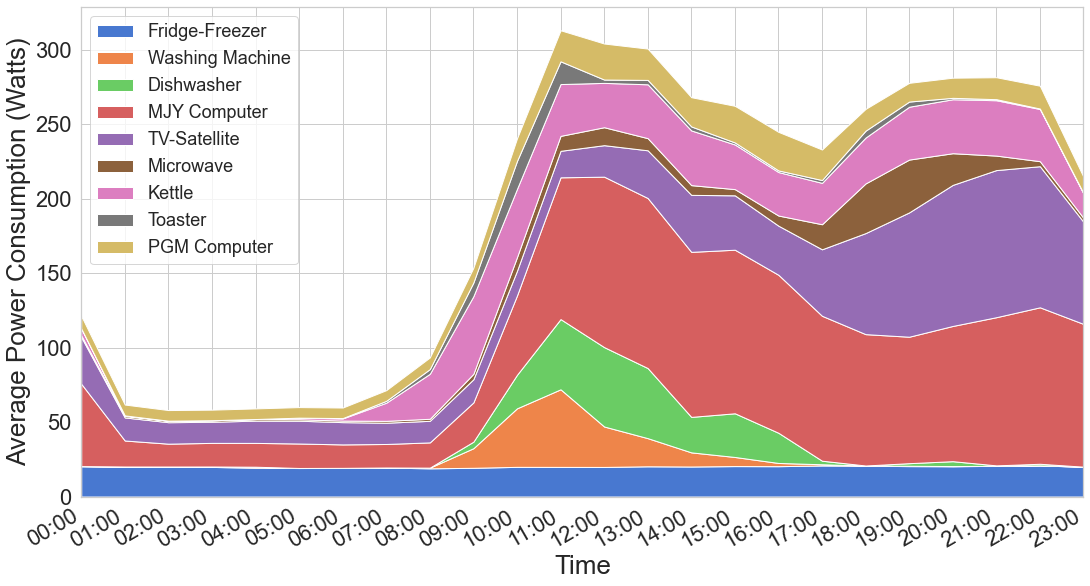 Average Power Consumption (Watts)
300
250
200
150
100
50
0
Fridge-Freezer
Washing Machine
Dishwasher
MJY Computer
TV-Satellite
Microwave
Kettle
Toaster
PGM Computer
00:00 01:00 02:00 03:00 04:00 05:00 06:00 07:00 08:00 09:00 10:00 11:00 12:00 13:00 14:00 15:00 16:00 17:00 18:00 19:00 20:00 21:00 22:00 23:00
Time